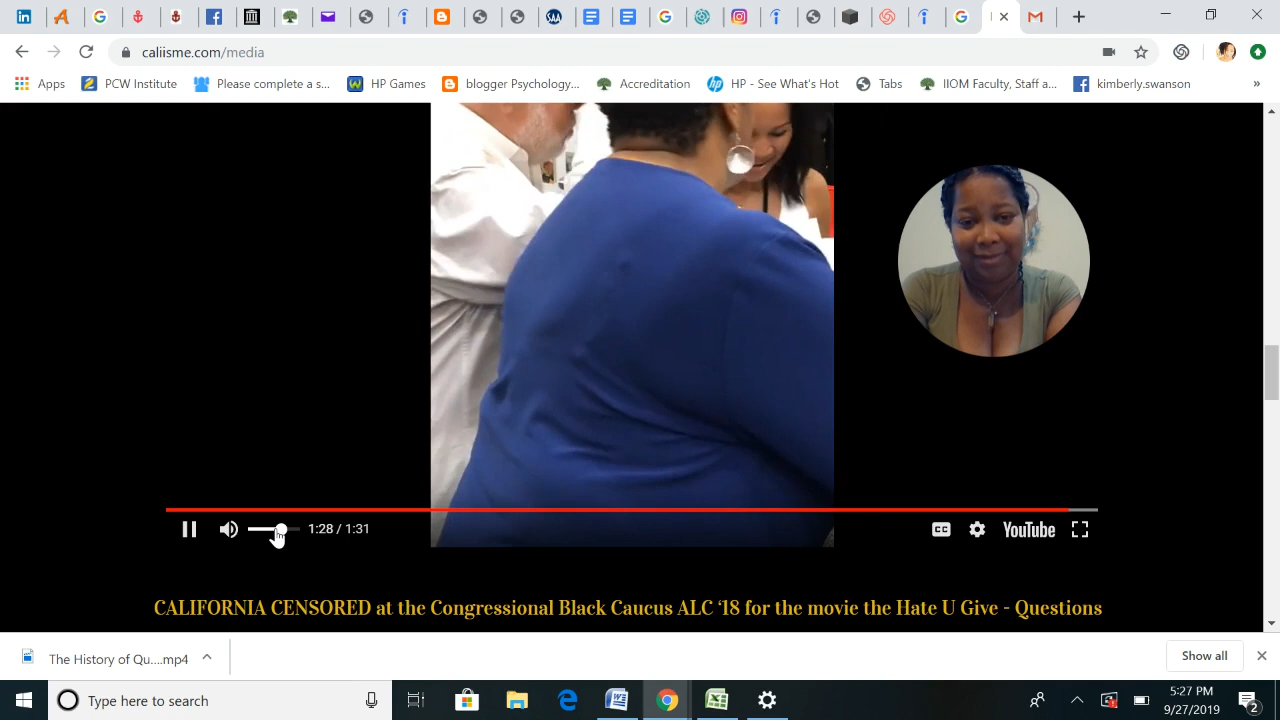 caliisme.com/media
Apps PCW Institute Please complete a s... HP Games blogger Psychology... Accreditation HP - See What's Hot Tabs IIOM Faculty, Staff a... kimberly.swanson »
1:28 / 1:31 CC YouTube
CALIFORNIA CENSORED at the Congressional Black Caucus ALC ‘18 for the movie the Hate U Give - Questions
The History of Qu....mp4 Show all
Type here to search
5:27 PM
9/27/2019
2